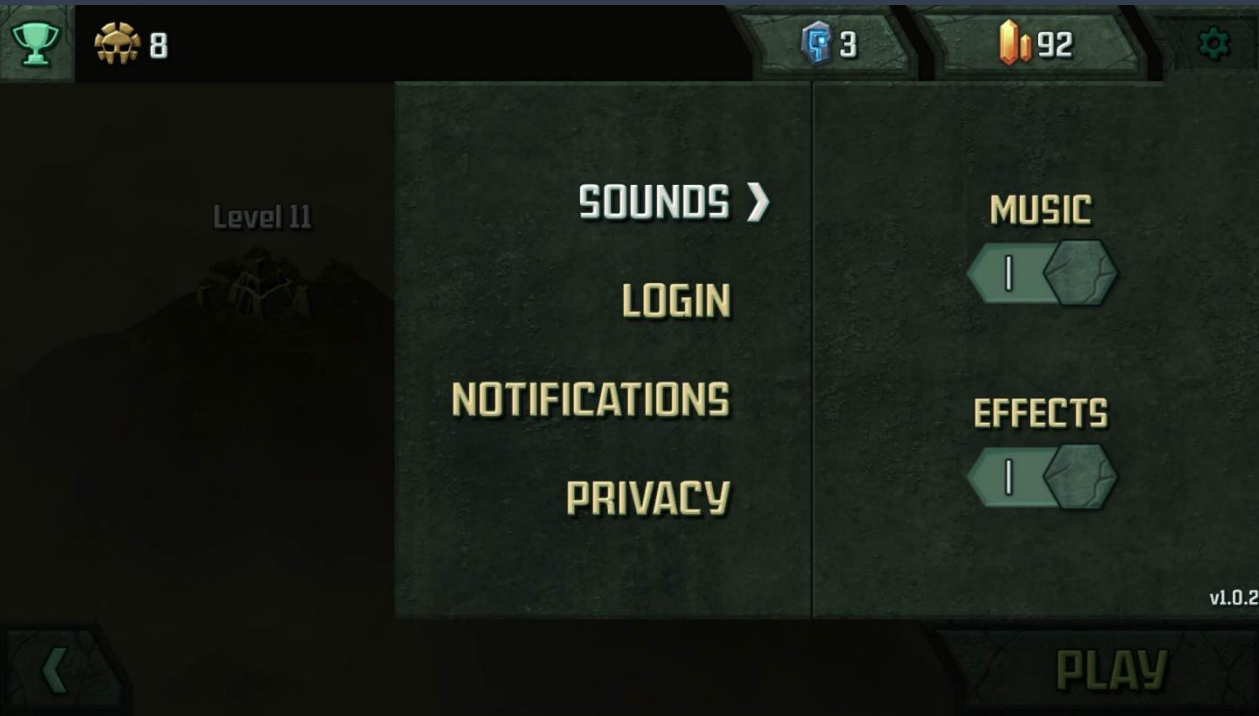 8
3
92
Level 11
SOUNDS
LOGIN
NOTIFICATIONS
PRIVACY
MUSIC
EFFECTS
v1.0.2
PLAY